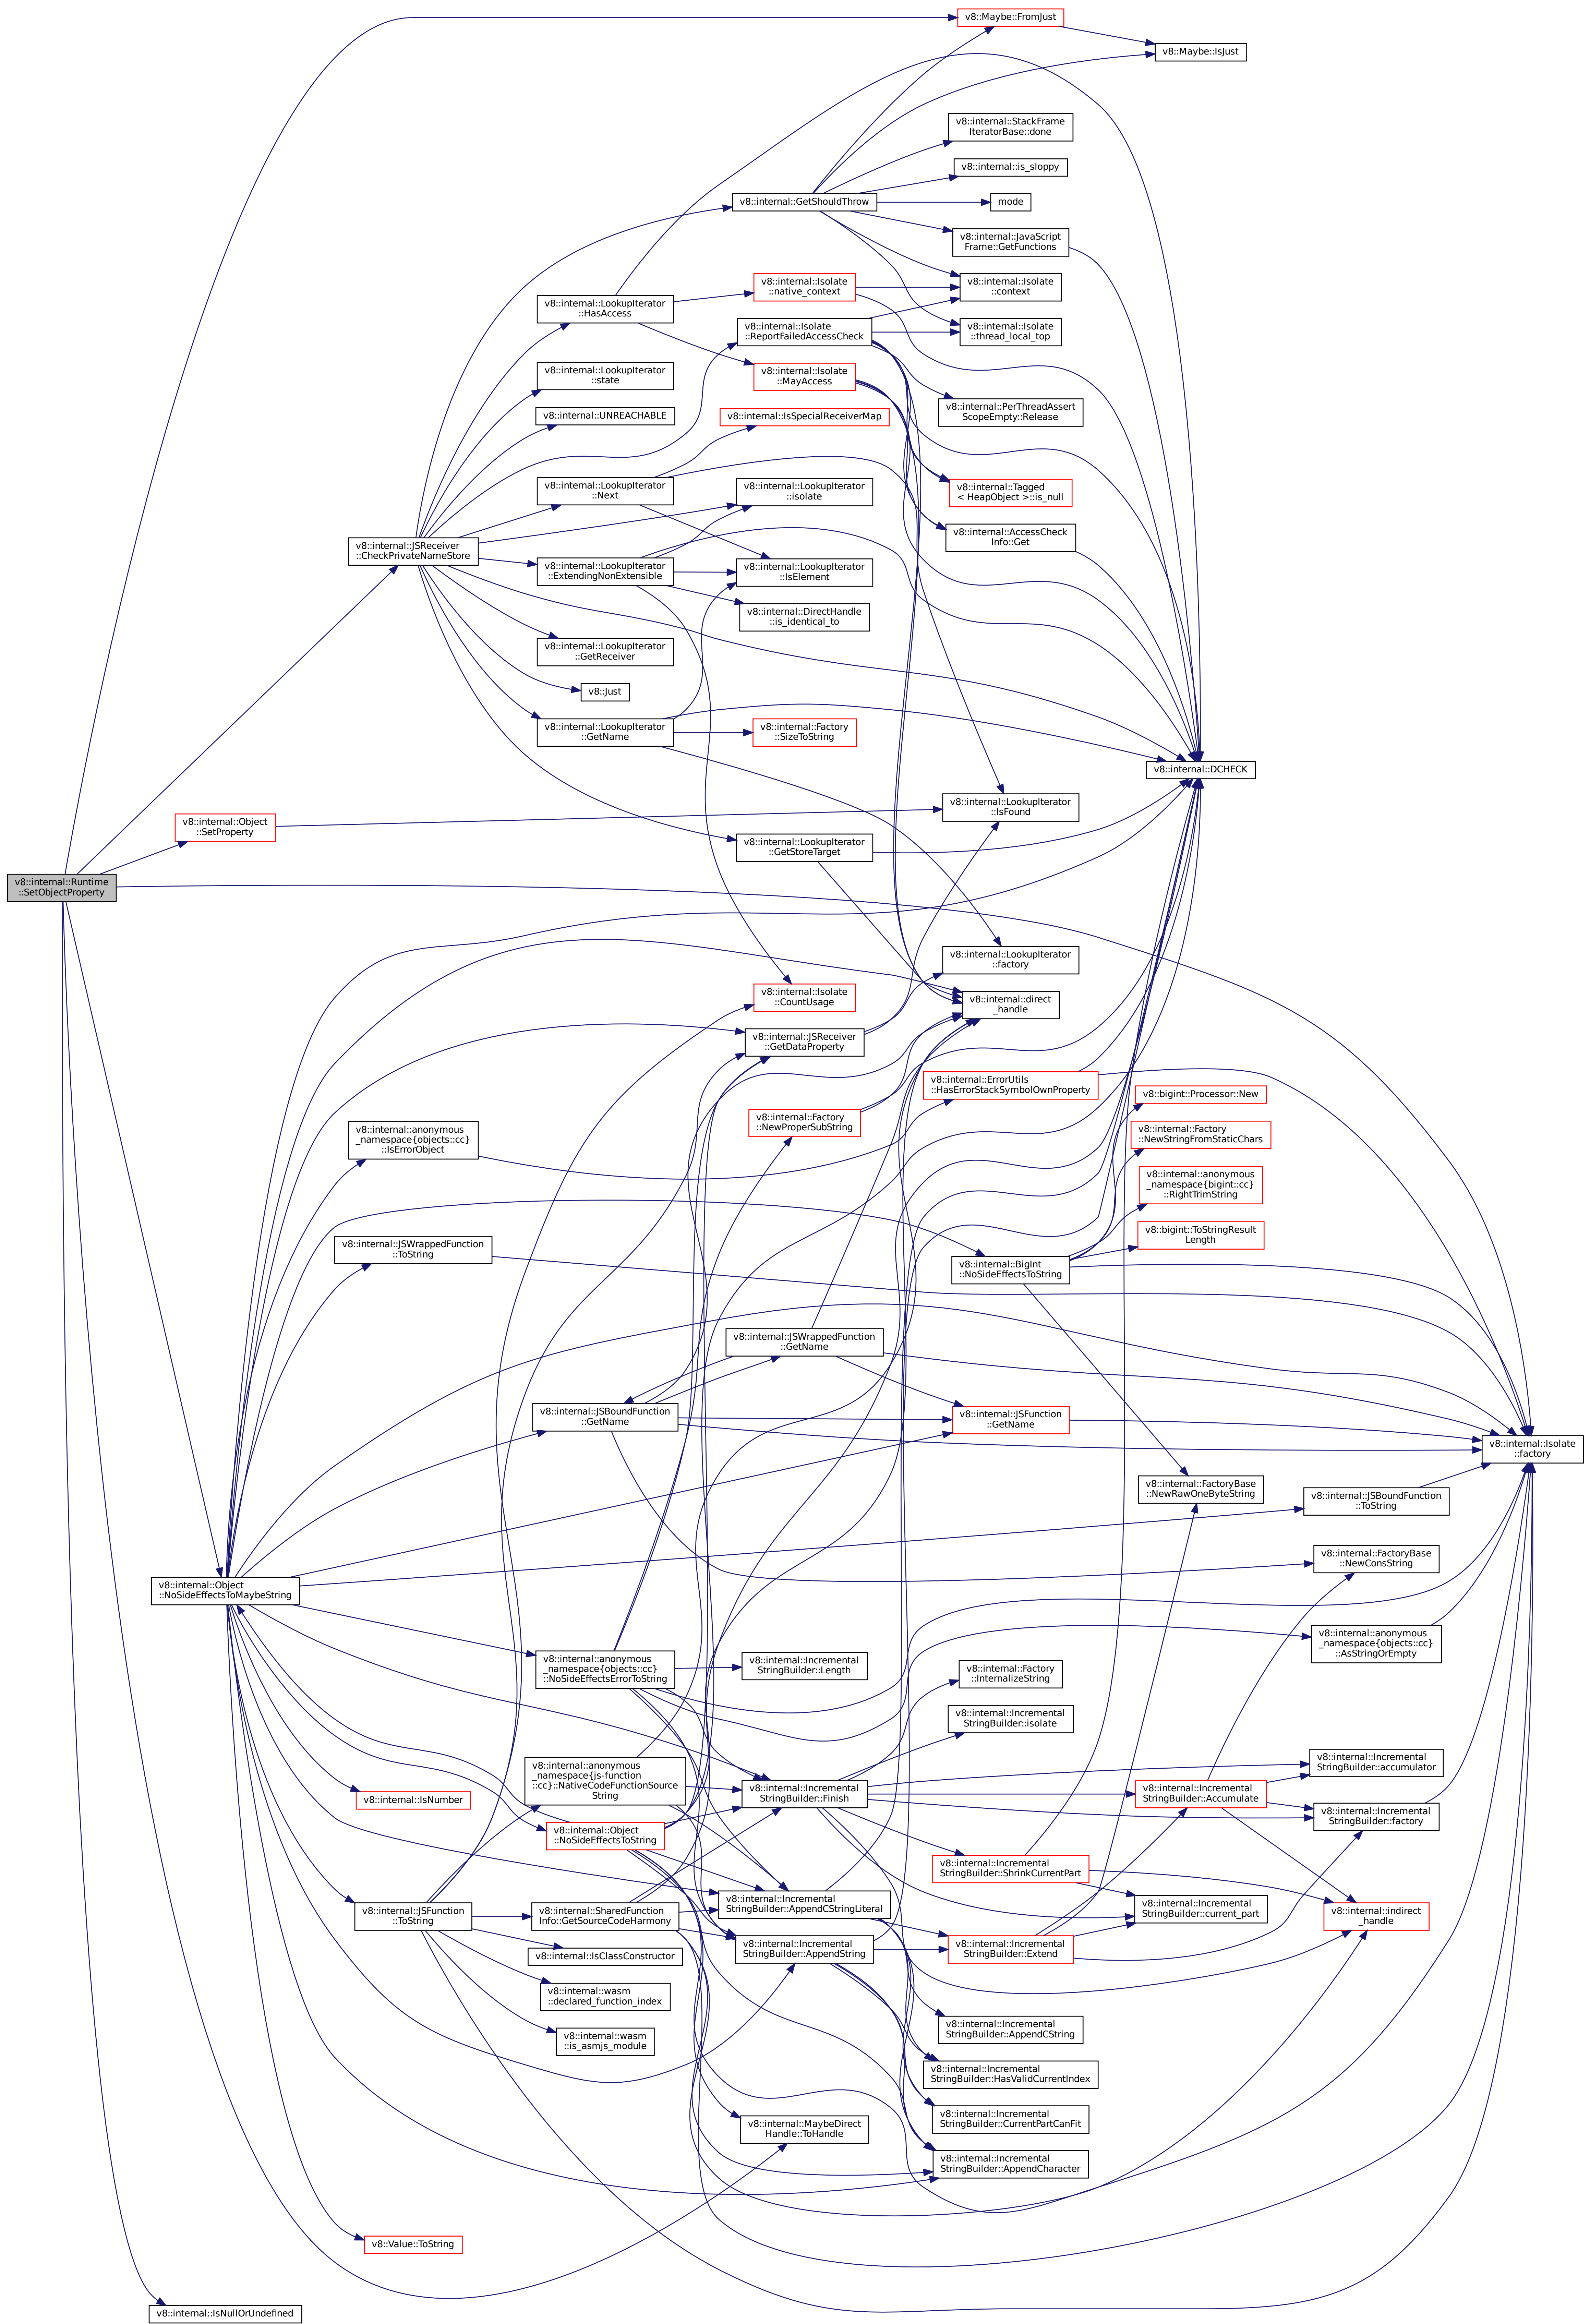 v8::Maybe::FromJust
v8::Maybe::IsJust
v8::internal::StackFrame
IteratorBase::done
v8::internal::is_sloppy
v8::internal::GetShouldThrow
mode
v8::internal::JavaScript
Frame::GetFunctions
v8::internal::Isolate
::native_context
v8::internal::Isolate
::context
v8::internal::LookupIterator
::HasAccess
v8::internal::Isolate
::ReportFailedAccessCheck
v8::internal::Isolate
::thread_local_top
v8::internal::LookupIterator
::state
v8::internal::Isolate
::MayAccess
v8::internal::PerThreadAssert
ScopeEmpty::Release
v8::internal::UNREACHABLE
v8::internal::IsSpecialReceiverMap
v8::internal::LookupIterator
::Next
v8::internal::LookupIterator
::isolate
v8::internal::Tagged
< HeapObject >::is_null
v8::internal::JSReceiver
::CheckPrivateNameStore
v8::internal::AccessCheck
Info::Get
v8::internal::LookupIterator
::ExtendingNonExtensible
v8::internal::LookupIterator
::IsElement
v8::internal::DirectHandle
::is_identical_to
v8::internal::LookupIterator
::GetReceiver
v8::Just
v8::internal::LookupIterator
::GetName
v8::internal::Factory
::SizeToString
v8::internal::DCHECK
v8::internal::LookupIterator
::IsFound
v8::internal::Object
::SetProperty
v8::internal::LookupIterator
::GetStoreTarget
v8::internal::Runtime
::SetObjectProperty
v8::internal::LookupIterator
::factory
v8::internal::Isolate
::CountUsage
v8::internal::direct
_handle
v8::internal::JSReceiver
::GetDataProperty
v8::internal::ErrorUtils
::HasErrorStackSymbolOwnProperty
v8::bigint::Processor::New
v8::internal::Factory
::NewProperSubString
v8::internal::anonymous
_namespace{objects::cc}
::IsErrorObject
v8::internal::Factory
::NewStringFromStaticChars
v8::internal::anonymous
_namespace{bigint::cc}
::RightTrimString
v8::internal::JSWrappedFunction
::ToString
v8::bigint::ToStringResult
Length
v8::internal::BigInt
::NoSideEffectsToString
v8::internal::JSWrappedFunction
::GetName
v8::internal::JSBoundFunction
::GetName
v8::internal::JSFunction
::GetName
v8::internal::Isolate
::factory
v8::internal::FactoryBase
::NewRawOneByteString
v8::internal::JSBoundFunction
::ToString
v8::internal::FactoryBase
::NewConsString
v8::internal::Object
::NoSideEffectsToMaybeString
v8::internal::anonymous
_namespace{objects::cc}
::AsStringOrEmpty
v8::internal::anonymous
_namespace{objects::cc}
::NoSideEffectsErrorToString
v8::internal::Incremental
StringBuilder::Length
v8::internal::Factory
::InternalizeString
v8::internal::Incremental
StringBuilder::isolate
v8::internal::Incremental
StringBuilder::accumulator
v8::internal::anonymous
_namespace{js-function
::cc}::NativeCodeFunctionSource
String
v8::internal::Incremental
StringBuilder::Finish
v8::internal::Incremental
StringBuilder::Accumulate
v8::internal::IsNumber
v8::internal::Incremental
StringBuilder::factory
v8::internal::Object
::NoSideEffectsToString
v8::internal::Incremental
StringBuilder::ShrinkCurrentPart
v8::internal::Incremental
StringBuilder::AppendCStringLiteral
v8::internal::Incremental
StringBuilder::current_part
v8::internal::JSFunction
::ToString
v8::internal::SharedFunction
Info::GetSourceCodeHarmony
v8::internal::indirect
_handle
v8::internal::Incremental
StringBuilder::AppendString
v8::internal::Incremental
StringBuilder::Extend
v8::internal::IsClassConstructor
v8::internal::wasm
::declared_function_index
v8::internal::Incremental
StringBuilder::AppendCString
v8::internal::wasm
::is_asmjs_module
v8::internal::Incremental
StringBuilder::HasValidCurrentIndex
v8::internal::Incremental
StringBuilder::CurrentPartCanFit
v8::internal::MaybeDirect
Handle::ToHandle
v8::internal::Incremental
StringBuilder::AppendCharacter
v8::Value::ToString
v8::internal::IsNullOrUndefined